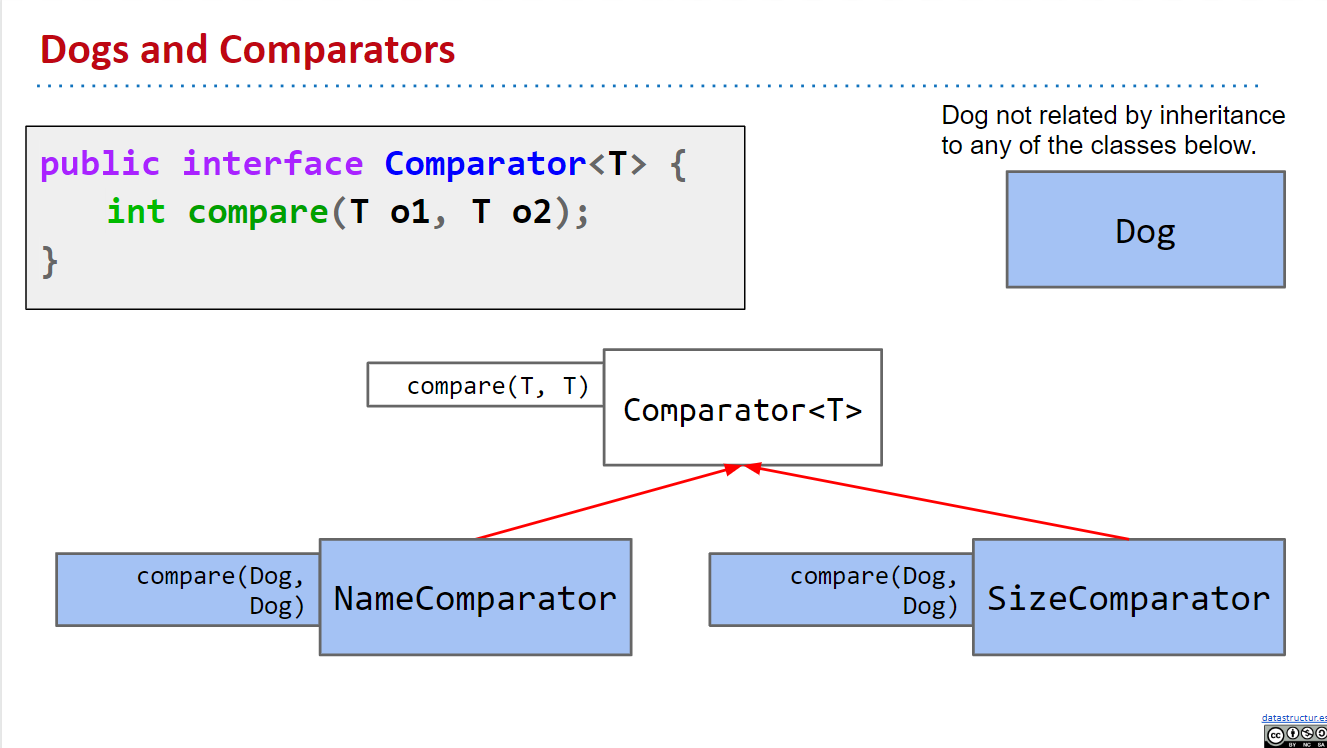 Dogs and Comparators
Dog not related by inheritance
to any of the classes below.
public interface Comparator<T> {
int compare(T o1, T o2);
}
Dog
compare(T, T)
Comparator<T>
compare(Dog,
Dog)
NameComparator
compare(Dog,
Dog)
SizeComparator
datastructur.es
cc
BY NC SA